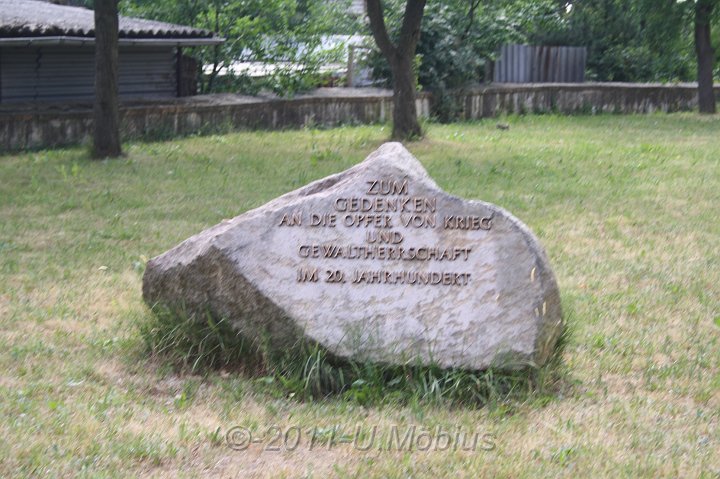 ZUM
GEDENKEN
AN DIE OPFER VON KRIEG
UND
GEWALTHERRSCHAFT
IM 20. JAHRHUNDERT
©-2011-U.Möbius